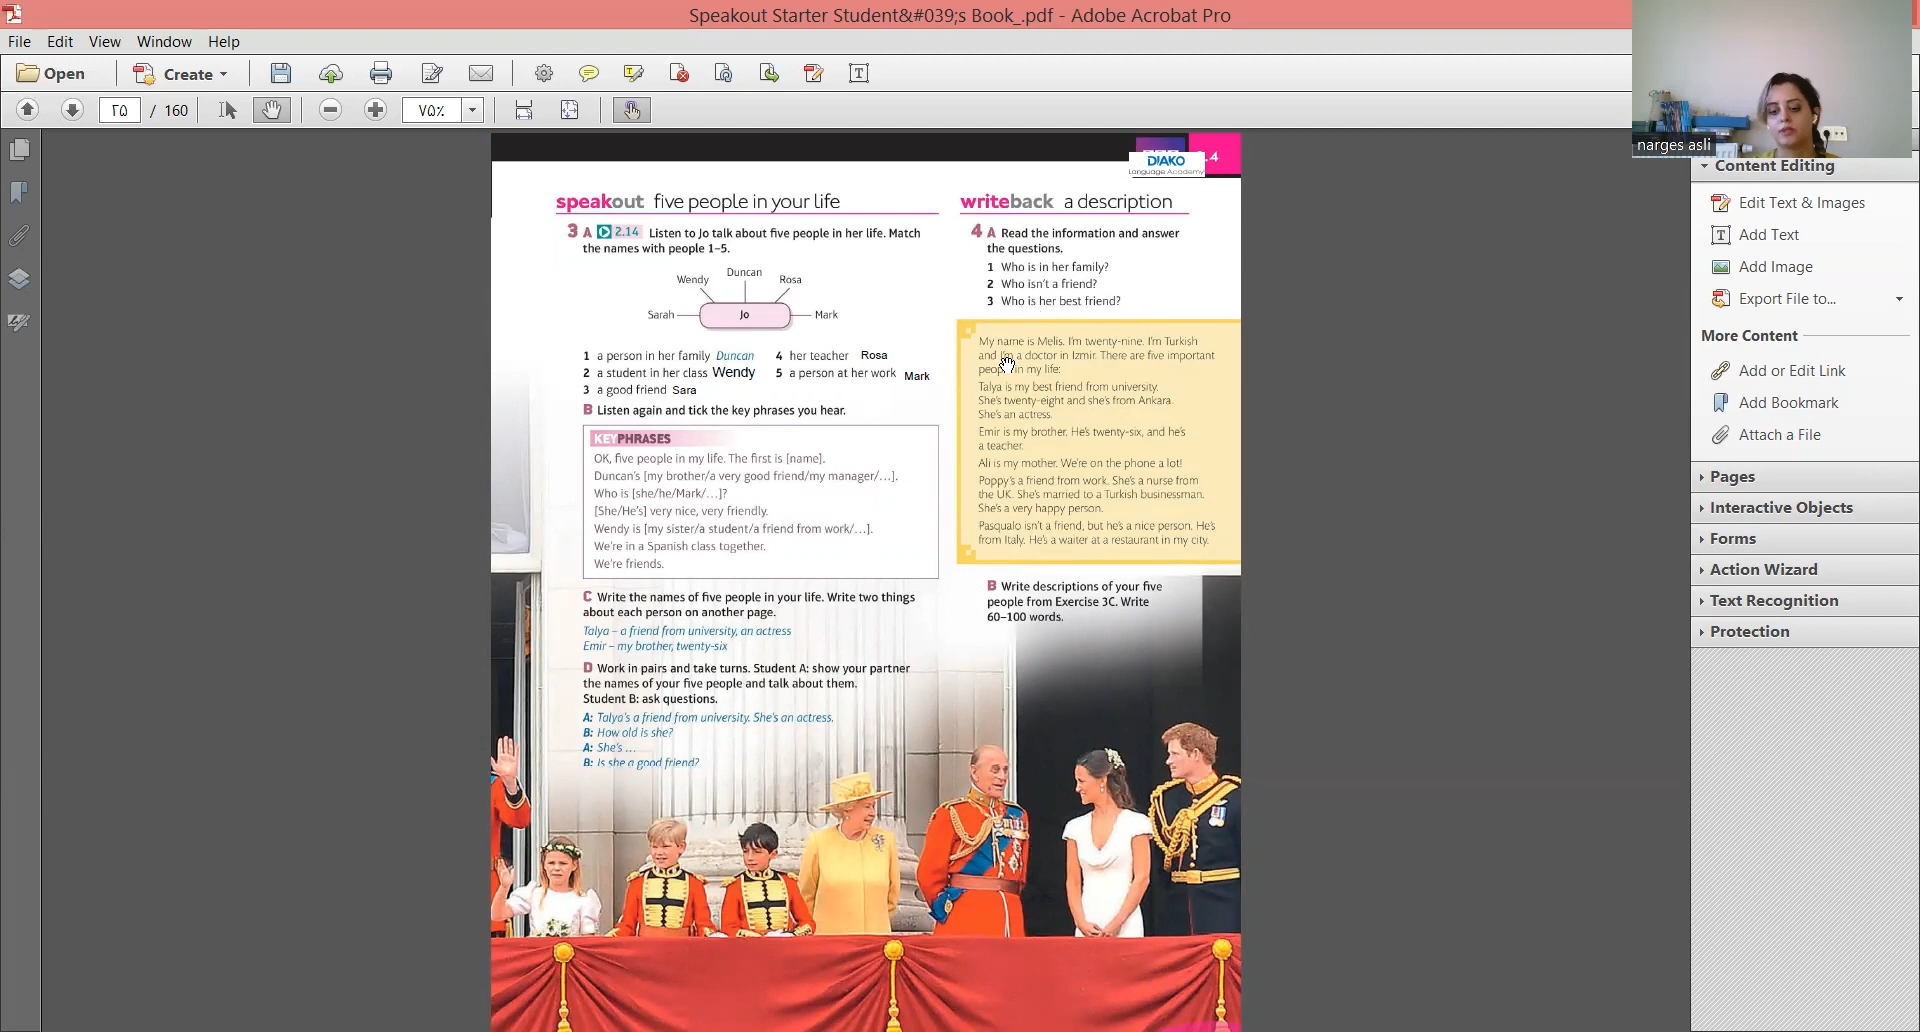 Speakout Starter Student&#039;s Book_.pdf - Adobe Acrobat Pro
File Edit View Window Help
Open Create
۲۵ / 160 ۷۵٪
narges asli
DIAKO
Language Academy
.4
speakout five people in your life
3 A 2.14 Listen to Jo talk about five people in her life. Match
the names with people 1–5.
Duncan
Wendy Rosa
Sarah Jo Mark
1 a person in her family Duncan
2 a student in her class Wendy
3 a good friend Sara
4 her teacher Rosa
5 a person at her work Mark
B Listen again and tick the key phrases you hear.
KEYPHRASES
OK, five people in my life. The first is [name].
Duncan's [my brother/a very good friend/my manager/…].
Who is [she/he/Mark/…]?
[She/He's] very nice, very friendly.
Wendy is [my sister/a student/a friend from work/…].
We're in a Spanish class together.
We're friends.
C Write the names of five people in your life. Write two things
about each person on another page.
Talya – a friend from university, an actress
Emir – my brother, twenty-six
D Work in pairs and take turns. Student A: show your partner
the names of your five people and talk about them.
Student B: ask questions.
A: Talya's a friend from university. She's an actress.
B: How old is she?
A: She's …
B: Is she a good friend?
writeback a description
4 A Read the information and answer
the questions.
1 Who is in her family?
2 Who isn't a friend?
3 Who is her best friend?
My name is Melis. I'm twenty-nine. I'm Turkish
and I'm a doctor in Izmir. There are five important
people in my life:
Talya is my best friend from university.
She's twenty-eight and she's from Ankara.
She's an actress.
Emir is my brother. He's twenty-six, and he's
a teacher.
Ali is my mother. We're on the phone a lot!
Poppy's a friend from work. She's a nurse from
the UK. She's married to a Turkish businessman.
She's a very happy person.
Pasqualo isn't a friend, but he's a nice person. He's
from Italy. He's a waiter at a restaurant in my city.
B Write descriptions of your five
people from Exercise 3C. Write
60–100 words.
Content Editing
Edit Text & Images
Add Text
Add Image
Export File to...
More Content
Add or Edit Link
Add Bookmark
Attach a File
Pages
Interactive Objects
Forms
Action Wizard
Text Recognition
Protection